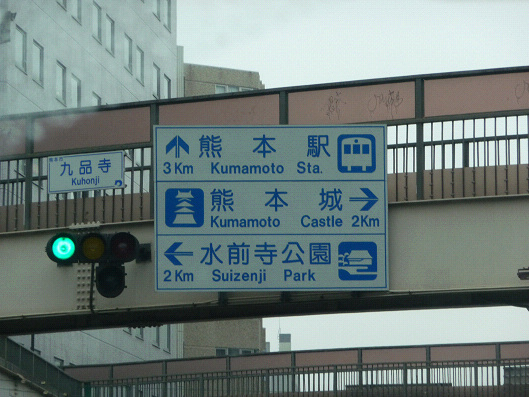 九品寺
Kuhonji
熊本駅
3Km Kumamoto Sta.
熊本城
Kumamoto Castle 2Km
水前寺公園
2Km Suizenji Park